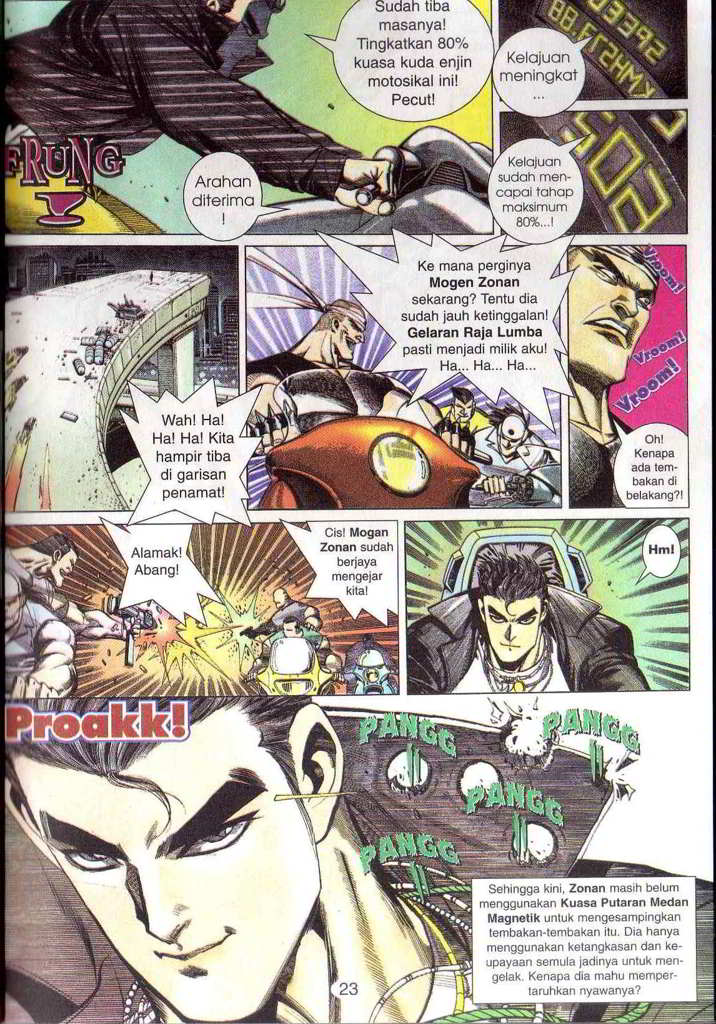 Sudah tiba
masanya!
Tingkatkan 80%
kuasa kuda enjin
motosikal ini!
Pecut!
Kelajuan
meningkat
...
FRUNG
Arahan
diterima
!
Kelajuan
sudah men-
capai tahap
maksimum
80%...!
Ke mana perginya
Mogen Zonan
sekarang? Tentu dia
sudah jauh ketinggalan!
Gelaran Raja Lumba
pasti menjadi milik aku!
Ha... Ha... Ha...
Vroom!
Vroom!
Vroom!
Wah! Ha!
Ha! Ha! Kita
hampir tiba
di garisan
penamat!
Oh!
Kenapa
ada tem-
bakan di
belakang?!
Alamak!
Abang!
Cis! Mogan
Zonan sudah
berjaya
mengejar
kita!
Hm!
Proakk!
PANGG
!!
PANGG
!!
PANGG
!!
PANGG
!!
Sehingga kini, Zonan masih belum
menggunakan Kuasa Putaran Medan
Magnetik untuk mengesampingkan
tembakan-tembakan itu. Dia hanya
menggunakan ketangkasan dan ke-
upayaan semula jadinya untuk men-
gelak. Kenapa dia mahu memper-
taruhkan nyawanya?
23